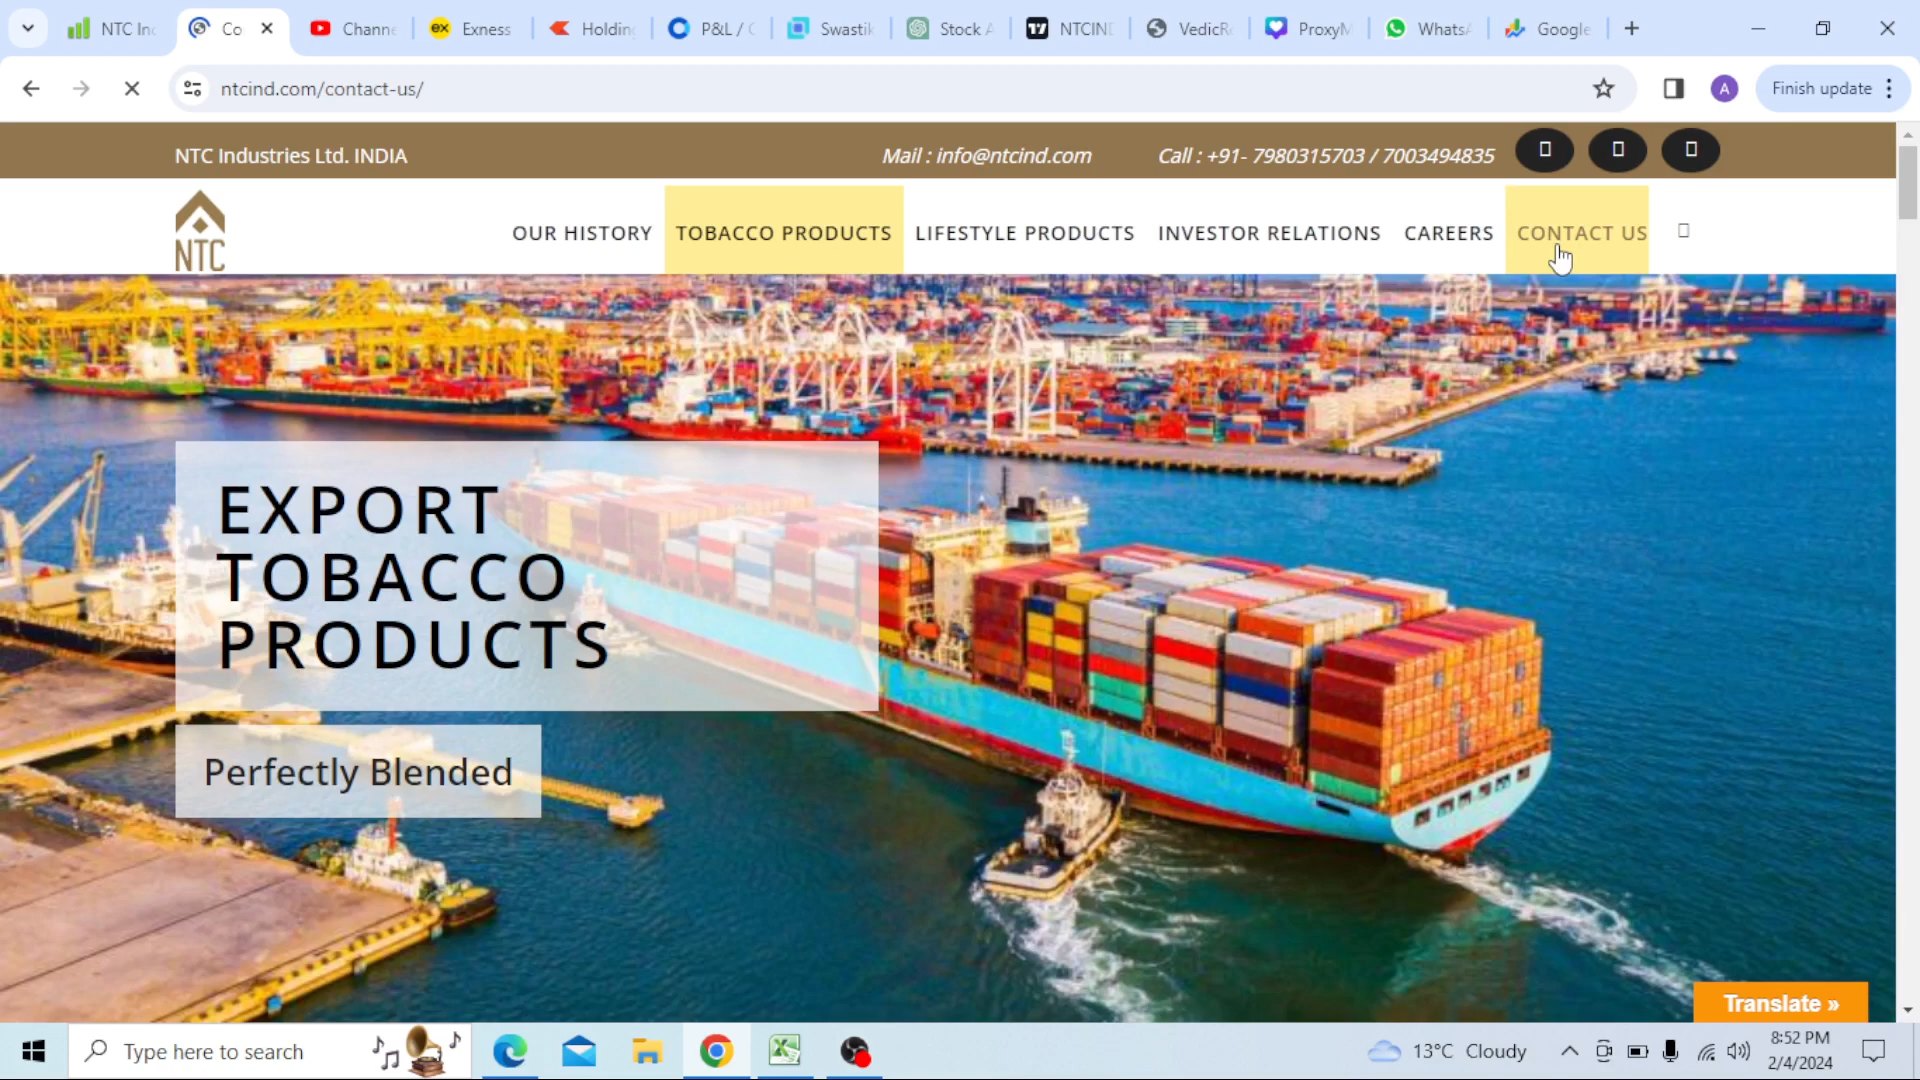 NTC Inc
Co
Channe
Exness
Holding
P&L / C
Swastik
Stock A
NTCIND
VedicRa
ProxyM
WhatsA
Google
ntcind.com/contact-us/
A
Finish update
NTC Industries Ltd. INDIA
Mail : info@ntcind.com
Call : +91- 7980315703 / 7003494835
NTC
OUR HISTORY
TOBACCO PRODUCTS
LIFESTYLE PRODUCTS
INVESTOR RELATIONS
CAREERS
CONTACT US
EXPORT
TOBACCO
PRODUCTS
Perfectly Blended
Translate »
Type here to search
13°C Cloudy
8:52 PM
2/4/2024